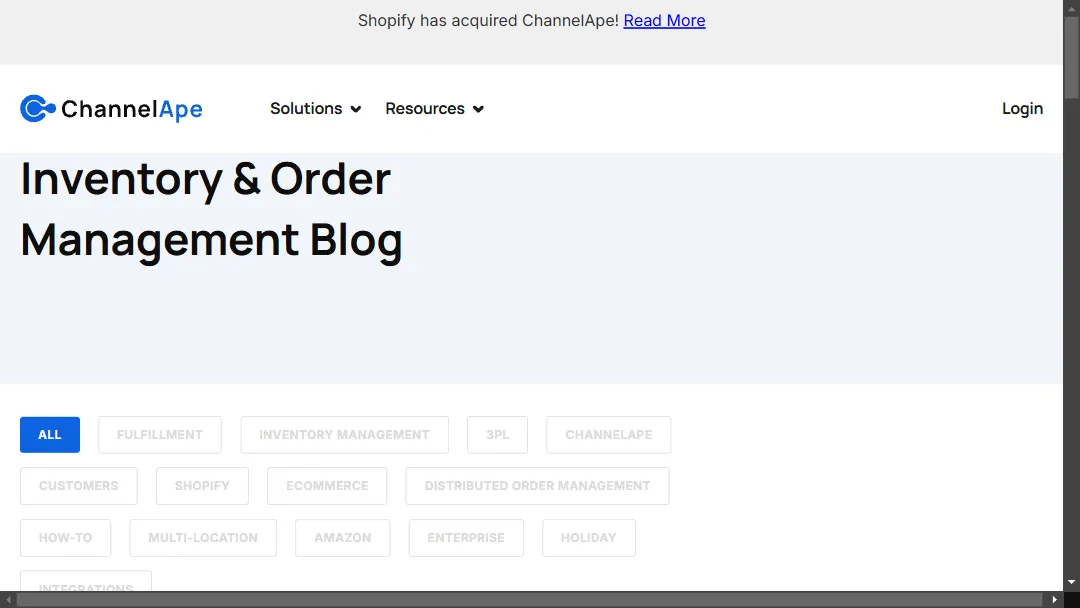 Shopify has acquired ChannelApe! Read More
ChannelApe Solutions Resources Login
Inventory & Order
Management Blog
ALL FULFILLMENT INVENTORY MANAGEMENT 3PL CHANNELAPE
CUSTOMERS SHOPIFY ECOMMERCE DISTRIBUTED ORDER MANAGEMENT
HOW-TO MULTI-LOCATION AMAZON ENTERPRISE HOLIDAY
INTEGRATIONS